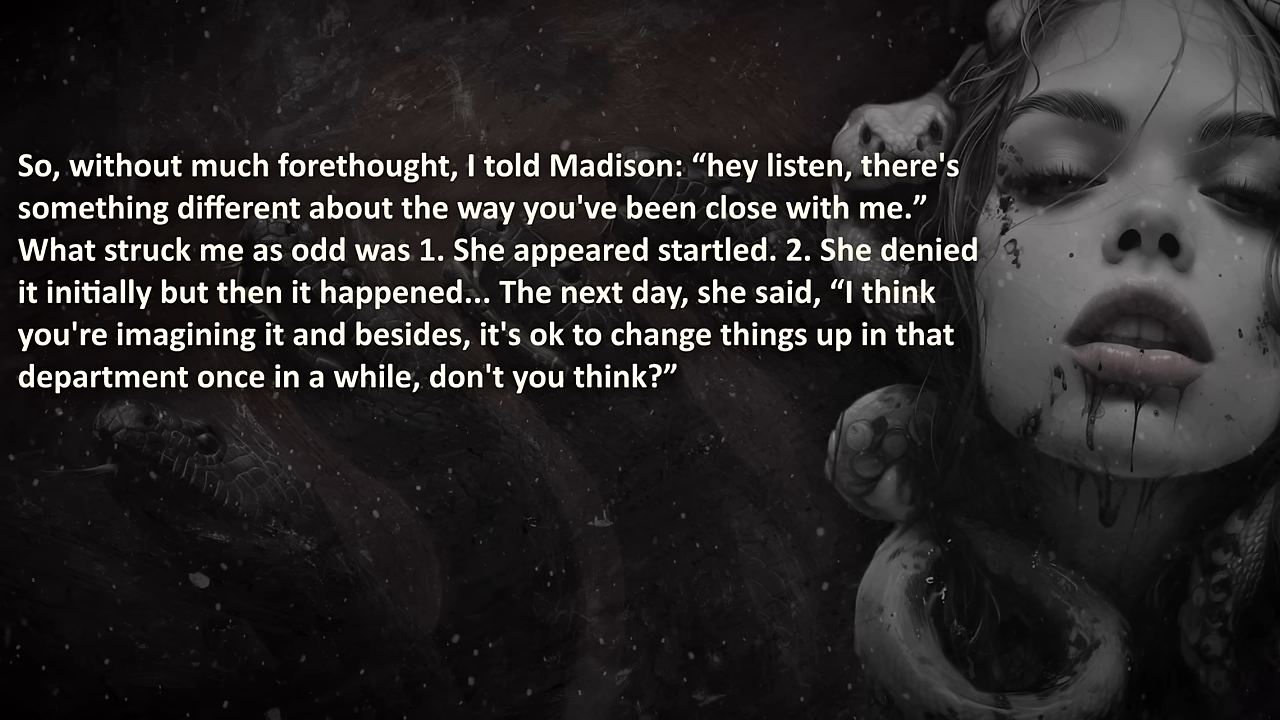 So, without much forethought, I told Madison: “hey listen, there's
something different about the way you've been close with me.”
What struck me as odd was 1. She appeared startled. 2. She denied
it initially but then it happened... The next day, she said, “I think
you're imagining it and besides, it's ok to change things up in that
department once in a while, don't you think?”